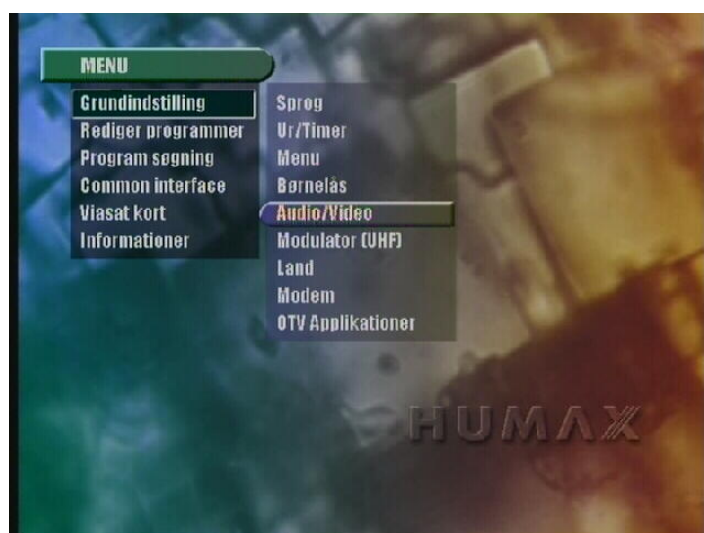 MENU
Grundindstilling
Rediger programmer
Program søgning
Common interface
Viasat kort
Informationer
Sprog
Ur/Timer
Menu
Børnelås
Audio/Video
Modulator (UHF)
Land
Modem
OTV Applikationer
HUMAX